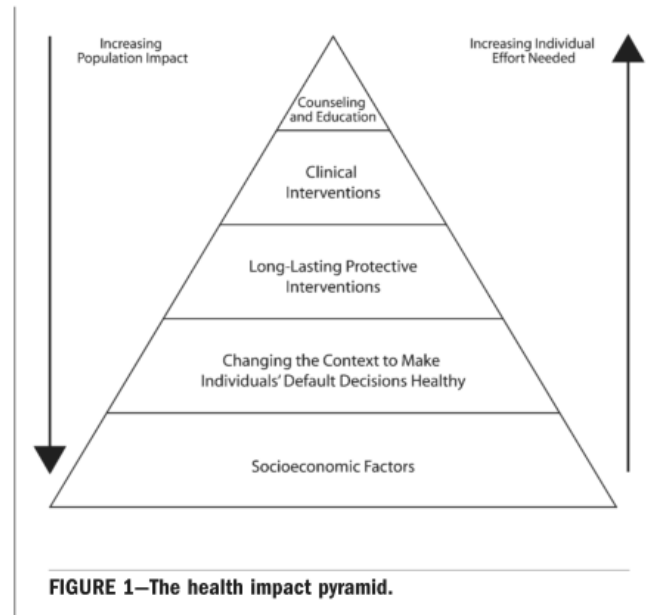 Increasing
Population Impact
Increasing Individual
Effort Needed
Counseling
and Education
Clinical
Interventions
Long-Lasting Protective
Interventions
Changing the Context to Make
Individuals' Default Decisions Healthy
Socioeconomic Factors
FIGURE 1—The health impact pyramid.